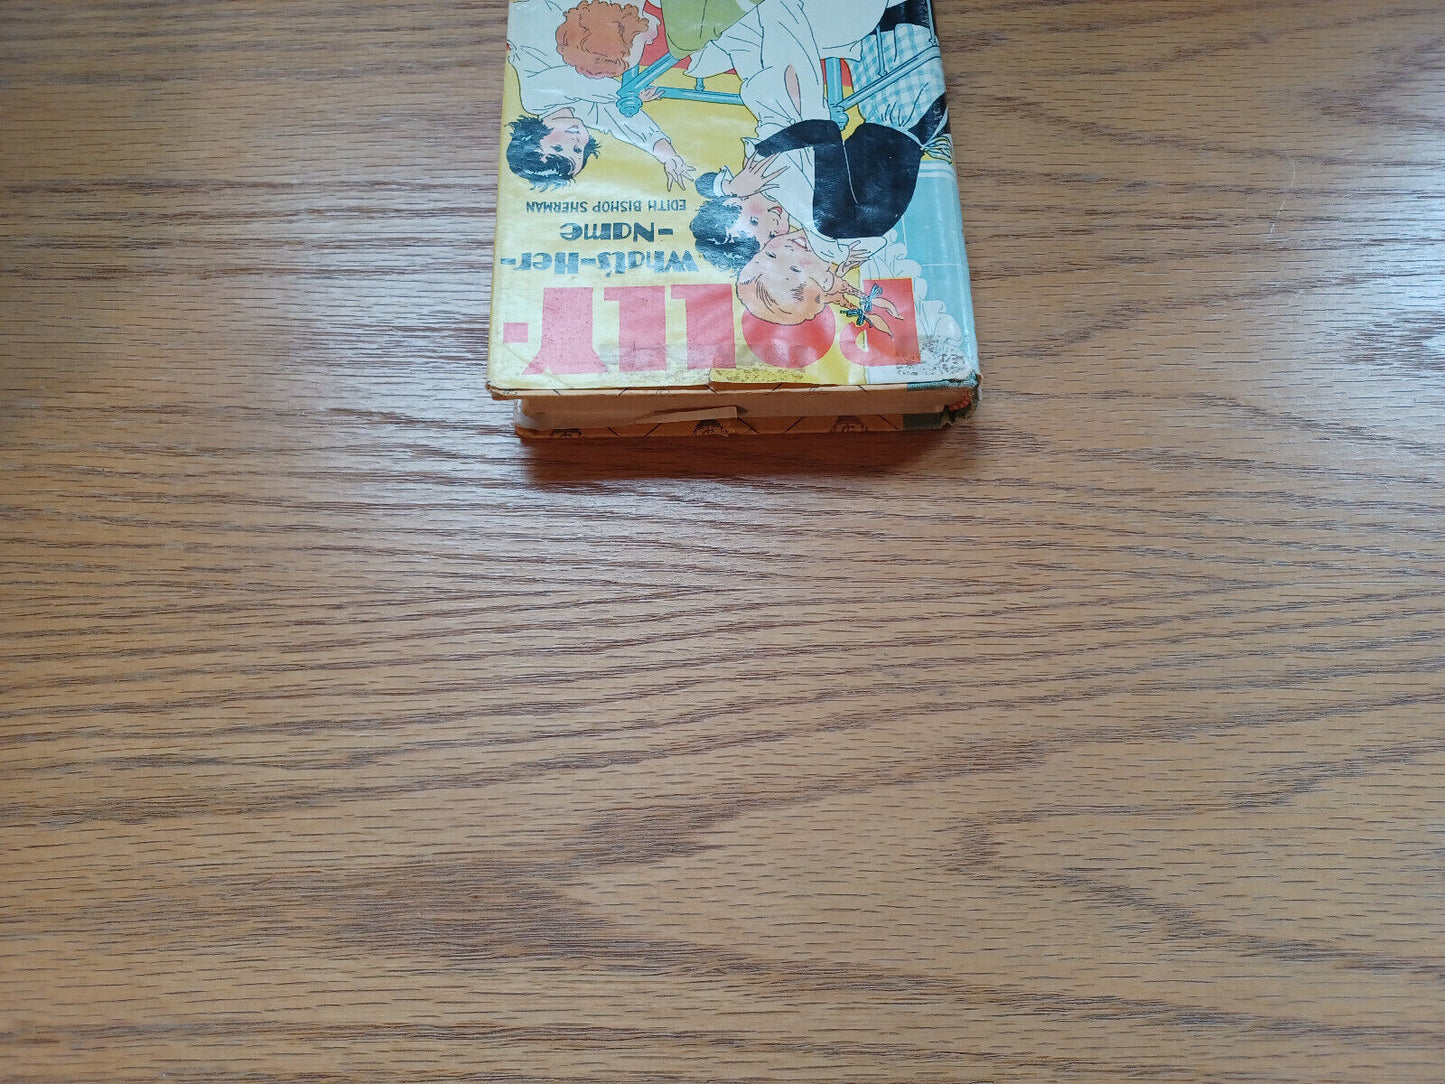 POLLY-
What's-Her-
-Name
EDITH BISHOP SHERMAN